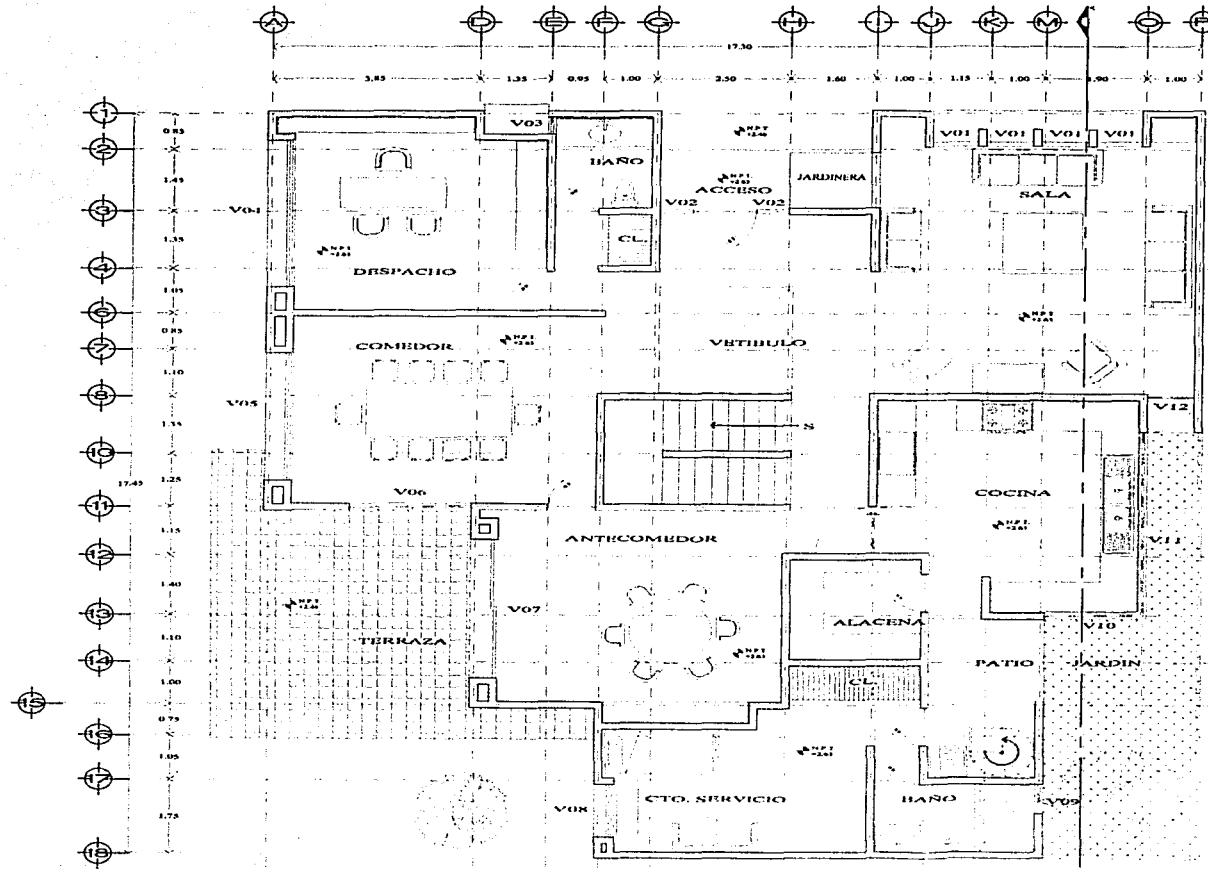 A D E F G H I J K M O P
17.30
3.85 1.35 0.95 1.00 2.50 1.60 1.00 1.15 1.00 1.90 1.00
1
0.85
2
1.45
3
1.35
4
1.05
6
0.85
7
1.10
8
1.35
10
17.45
1.25
11
1.15
12
1.40
13
1.10
14
1.00
15
0.75
16
1.05
17
1.75
18
V03
V01 V01 V01 V01
BAÑO
N.P.T.
ACCESO
JARDINERA
SALA
V04
V02 V02
CL.
N.P.T.
DESPACHO
N.P.T.
COMEDOR
VETIBULO
N.P.T.
V05
V12
S
V06
COCINA
N.P.T.
ANTECOMEDOR
V11
N.P.T.
V07
TERRAZA
ALACENA
V10
N.P.T.
PATIO
JARDIN
CL.
N.P.T.
V08
CTO. SERVICIO
BAÑO
V09